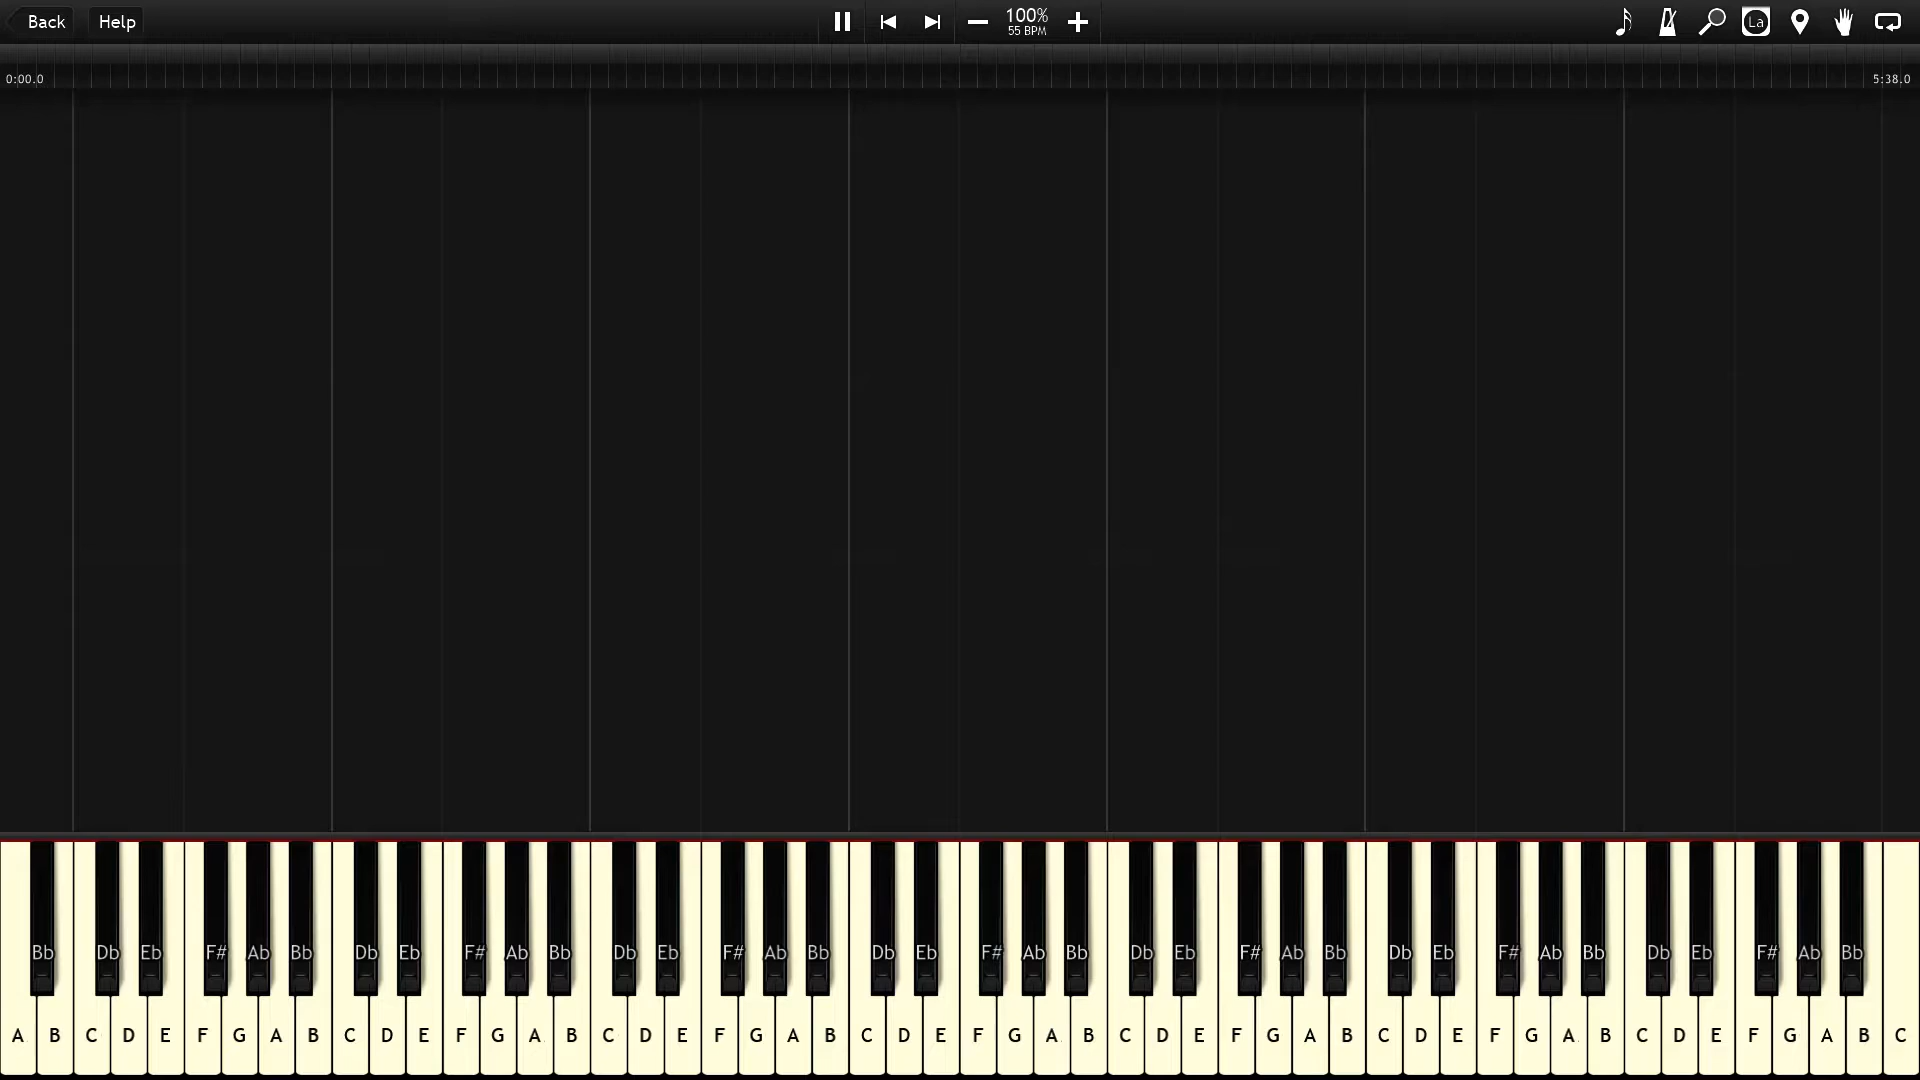 Back Help 100% La
55 BPM
0:00.0 5:38.0
Bb Db Eb F# Ab Bb Db Eb F# Ab Bb Db Eb F# Ab Bb Db Eb F# Ab Bb Db Eb F# Ab Bb Db Eb F# Ab Bb Db Eb F# Ab Bb
A B C D E F G A B C D E F G A B C D E F G A B C D E F G A B C D E F G A B C D E F G A B C D E F G A B C